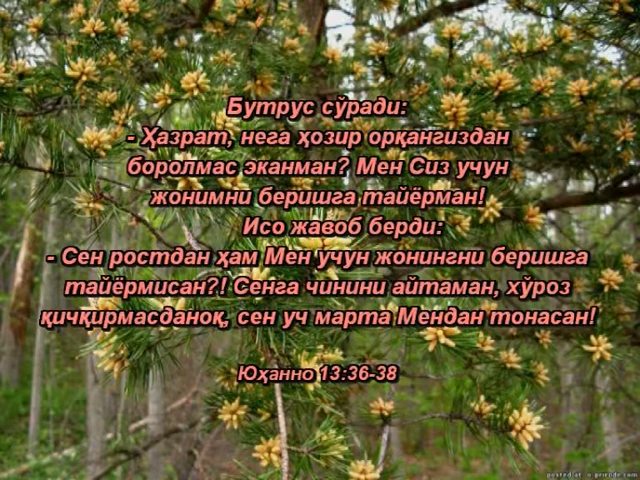 Бутрус сўради:
- Ҳазрат, нега ҳозир орқангиздан
боролмас эканман? Мен Сиз учун
жонимни беришга тайёрман!
Исо жавоб берди:
- Сен ростдан ҳам Мен учун жонингни беришга
тайёрмисан?! Сенга чинини айтаман, хўроз
қичқирмасданоқ, сен уч марта Мендан тонасан!
Юҳанно 13:36-38
posted at